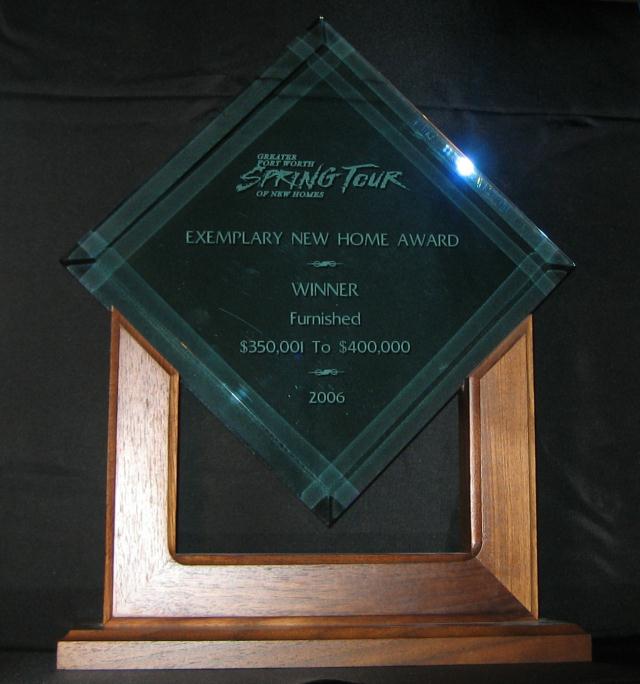 GREATER
FORT WORTH
SPRING TOUR
OF NEW HOMES
EXEMPLARY NEW HOME AWARD
WINNER
Furnished
$350,001 To $400,000
2006